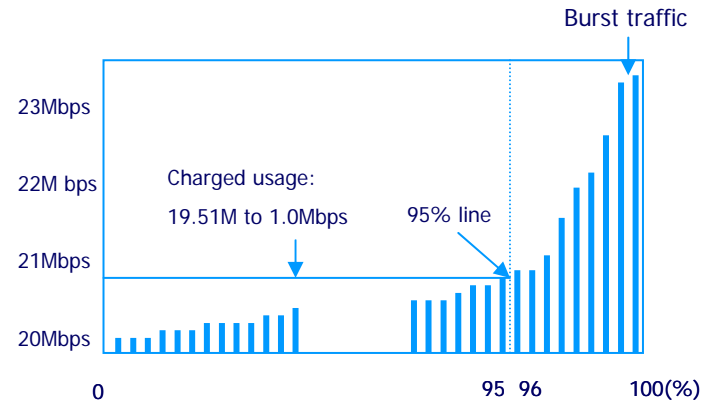 Burst traffic
23Mbps
22M bps
Charged usage:
19.51M to 1.0Mbps
95% line
21Mbps
20Mbps
0
95 96
100(%)